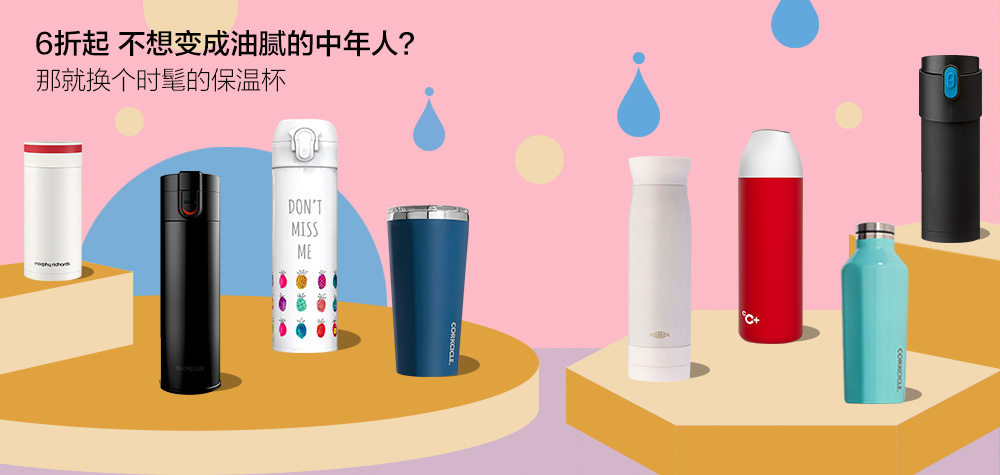 6折起 不想变成油腻的中年人?
那就换个时髦的保温杯
morphy richards
DON'T
MISS
ME
CORKCICLE.
°C+
CORKCICLE.